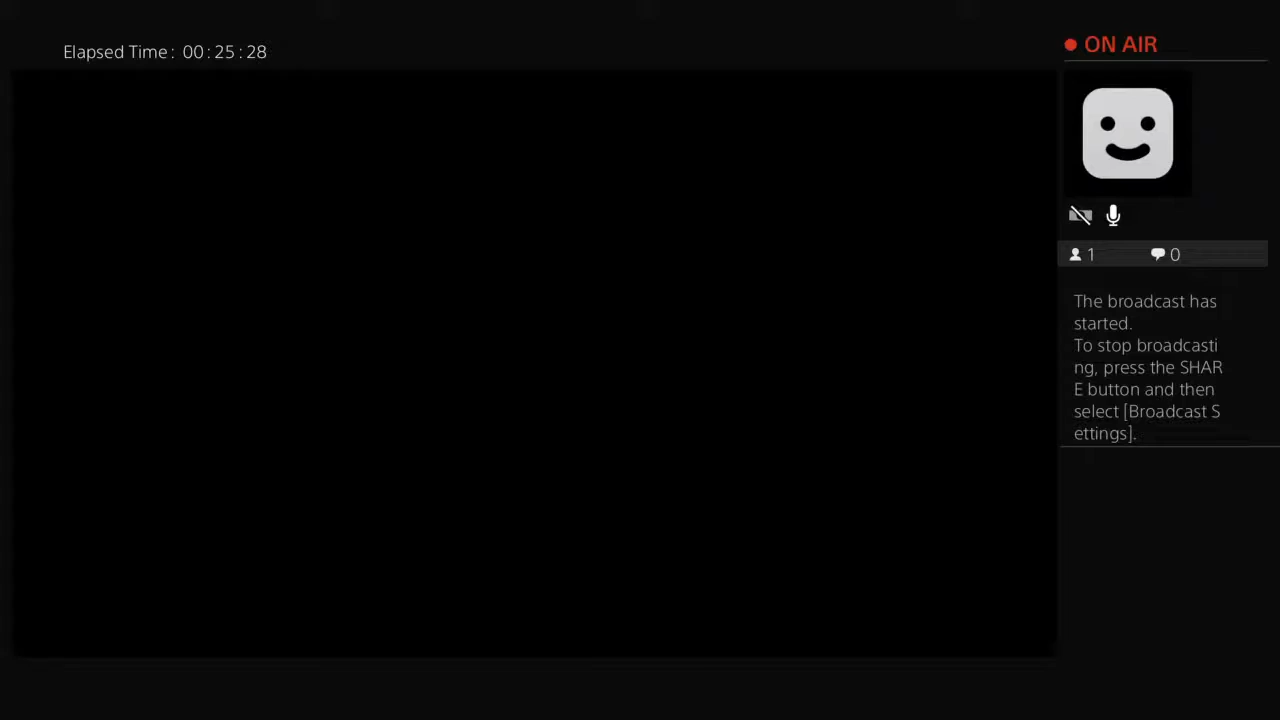 Elapsed Time: 00:25:28
ON AIR
1 0
The broadcast has
started.
To stop broadcasti
ng, press the SHAR
E button and then
select [Broadcast S
ettings].